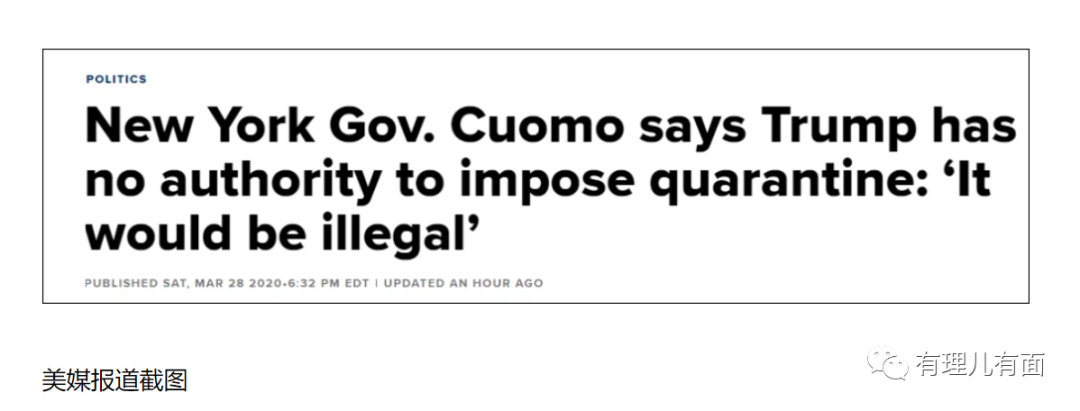 POLITICS
New York Gov. Cuomo says Trump has
no authority to impose quarantine: ‘It
would be illegal’
PUBLISHED SAT, MAR 28 2020•6:32 PM EDT | UPDATED AN HOUR AGO
有理儿有面
美媒报道截图